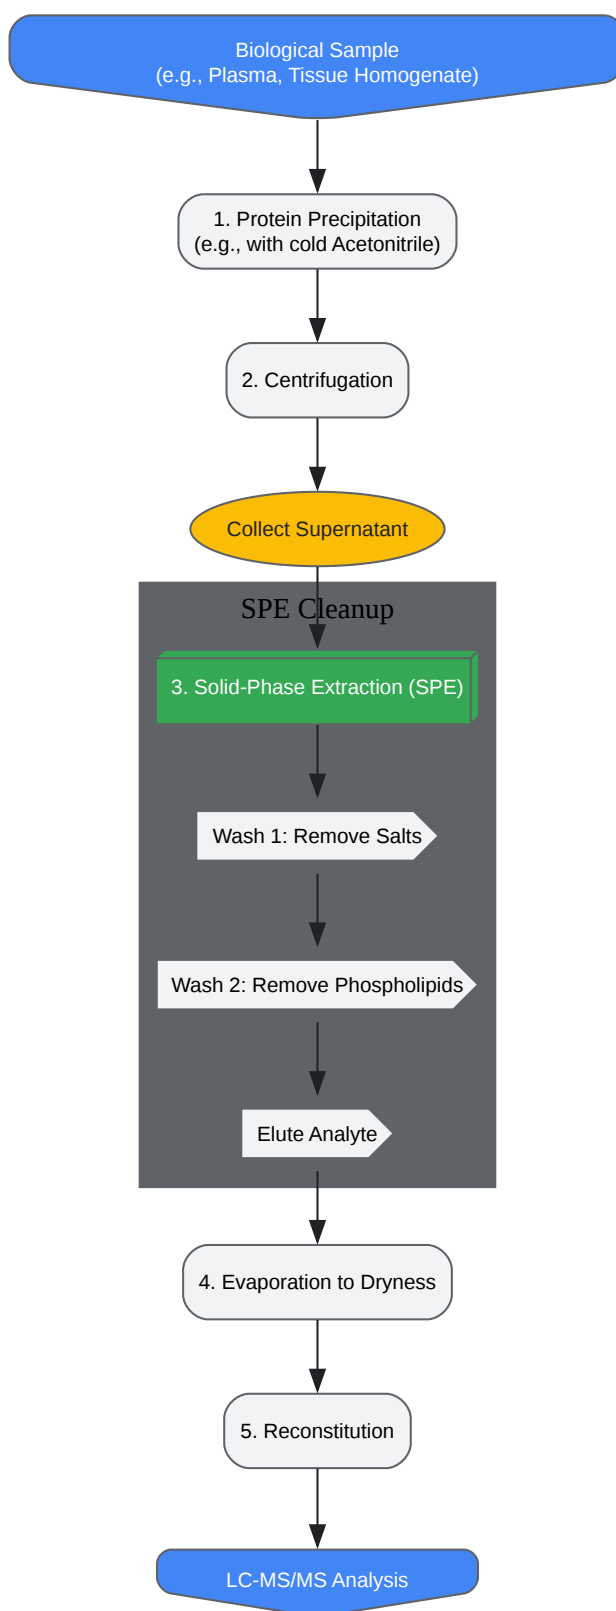 Biological Sample
(e.g., Plasma, Tissue Homogenate)
1. Protein Precipitation
(e.g., with cold Acetonitrile)
2. Centrifugation
Collect Supernatant
SPE Cleanup
3. Solid-Phase Extraction (SPE)
Wash 1: Remove Salts
Wash 2: Remove Phospholipids
Elute Analyte
4. Evaporation to Dryness
5. Reconstitution
LC-MS/MS Analysis